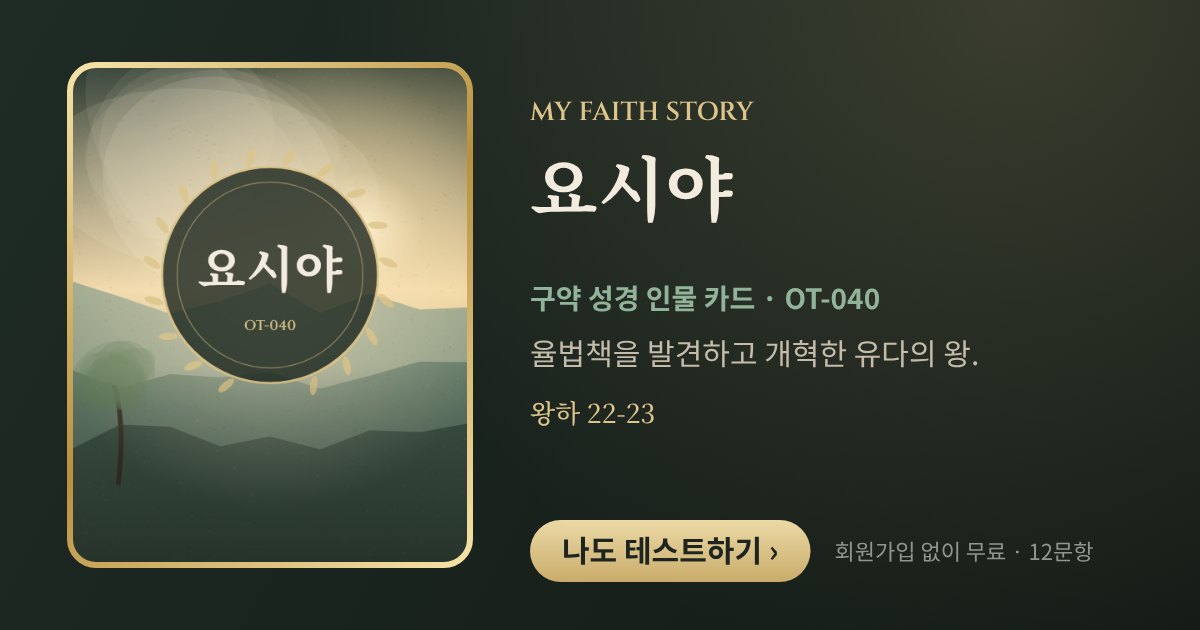 요시야
OT-040
MY FAITH STORY
요시야
구약 성경 인물 카드 · OT-040
율법책을 발견하고 개혁한 유다의 왕.
왕하 22-23
나도 테스트하기 ›
회원가입 없이 무료 · 12문항